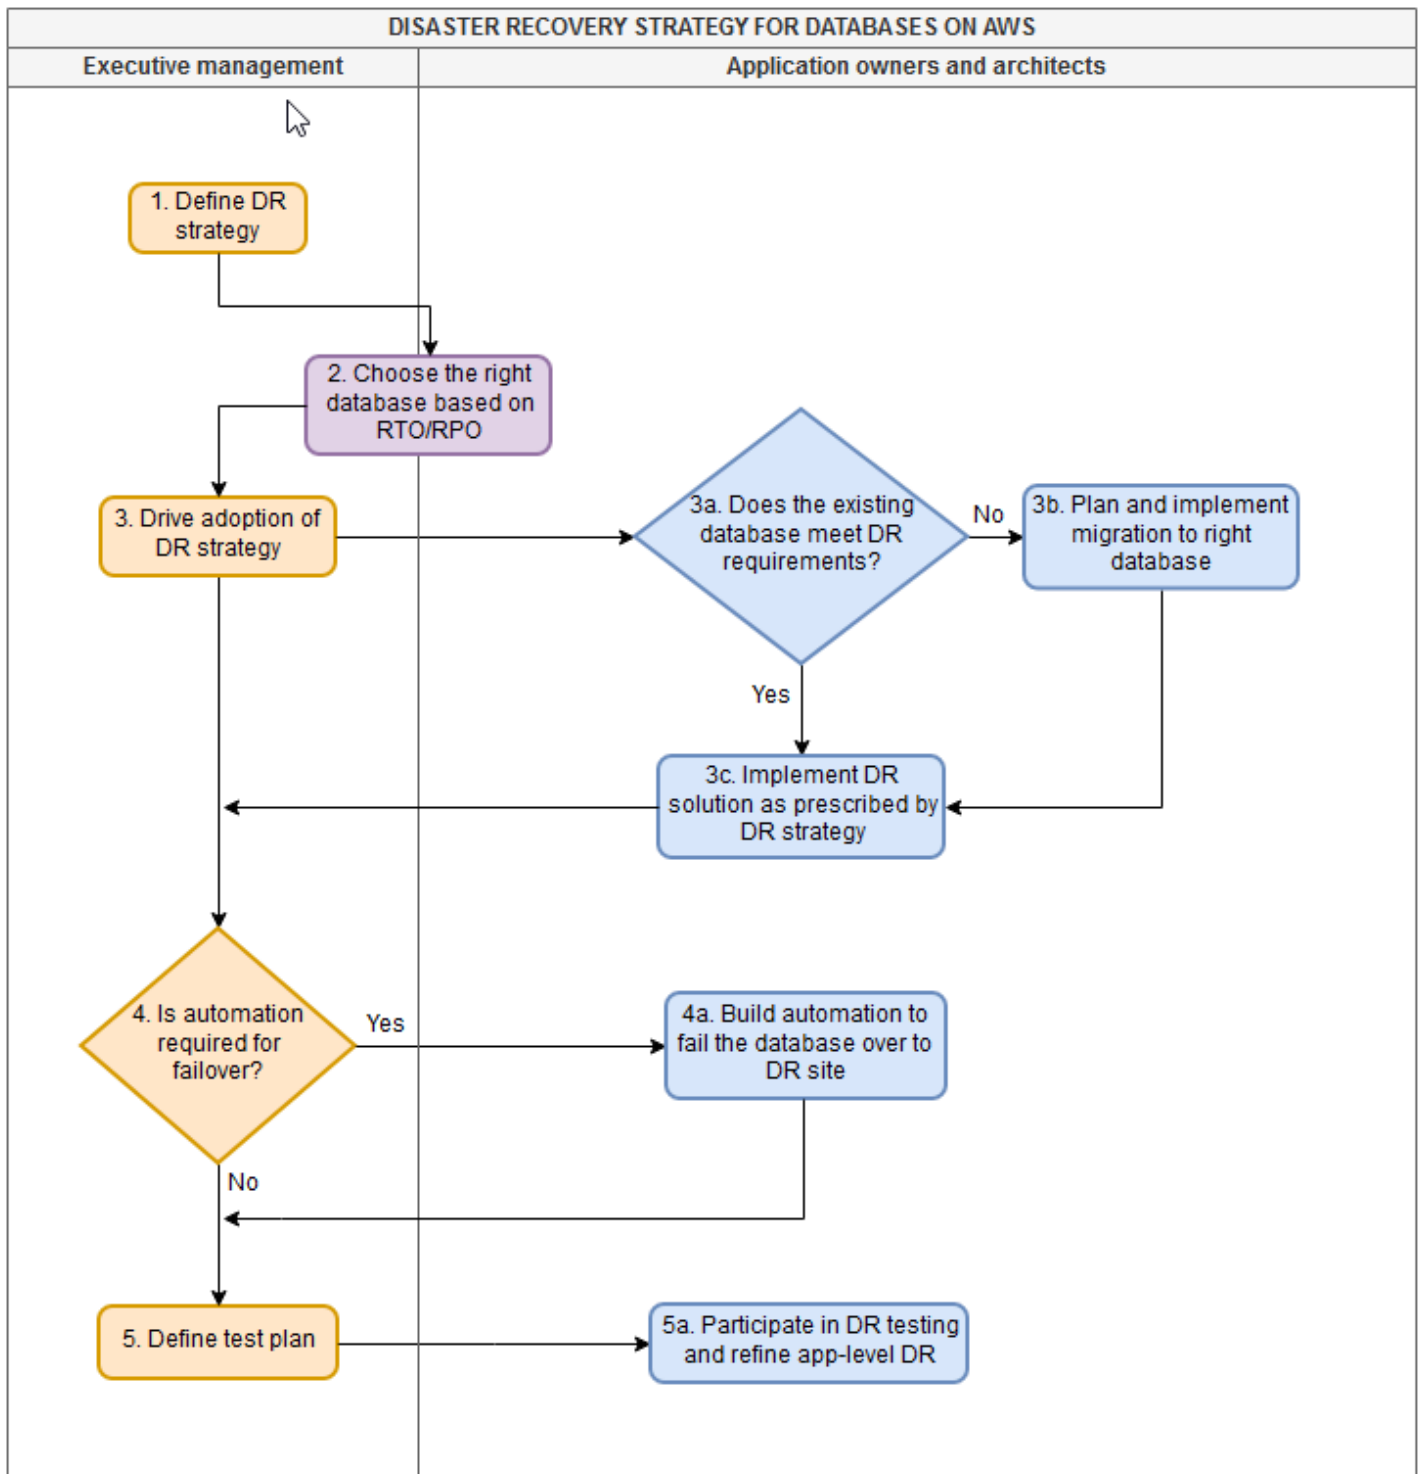 DISASTER RECOVERY STRATEGY FOR DATABASES ON AWS
Executive management
Application owners and architects
1. Define DR
strategy
2. Choose the right
database based on
RTO/RPO
3. Drive adoption of
DR strategy
3a. Does the existing
database meet DR
requirements?
No
3b. Plan and implement
migration to right
database
Yes
3c. Implement DR
solution as prescribed by
DR strategy
4. Is automation
required for
failover?
Yes
4a. Build automation to
fail the database over to
DR site
No
5. Define test plan
5a. Participate in DR testing
and refine app-level DR